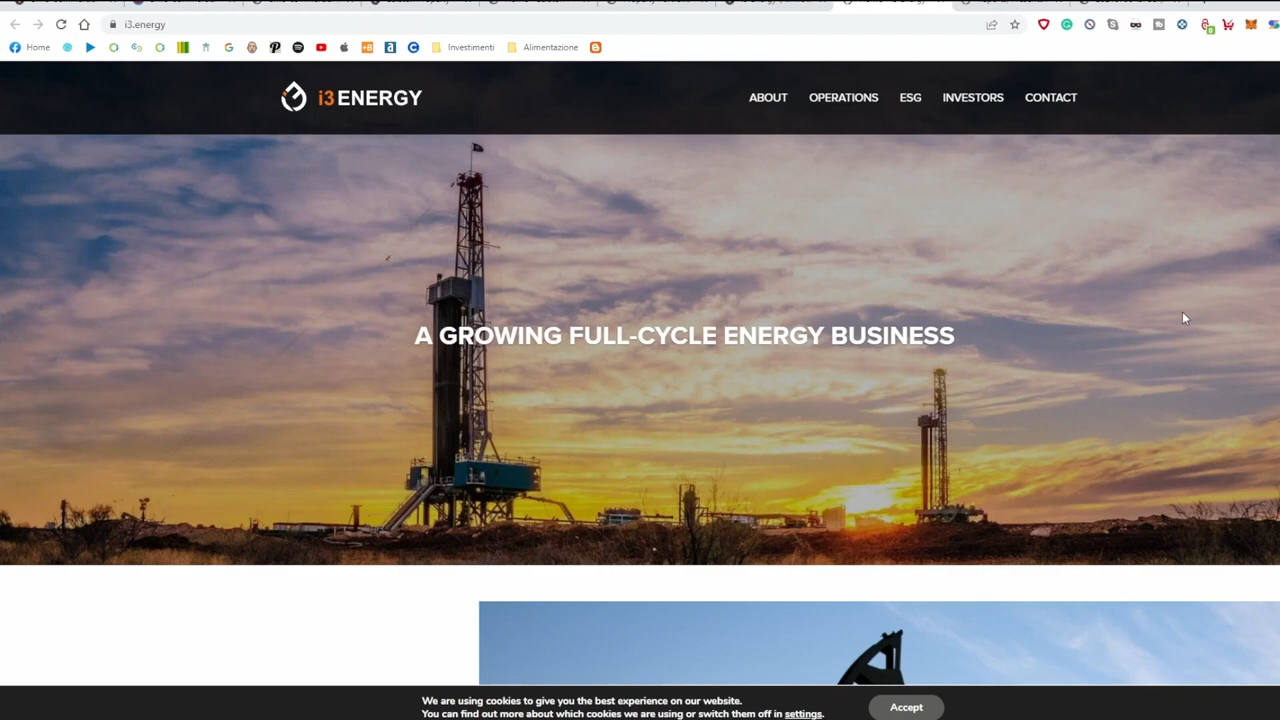 i3.energy
Home
Investimenti
Alimentazione
i3 ENERGY
ABOUT
OPERATIONS
ESG
INVESTORS
CONTACT
A GROWING FULL-CYCLE ENERGY BUSINESS
We are using cookies to give you the best experience on our website.
You can find out more about which cookies we are using or switch them off in settings.
Accept